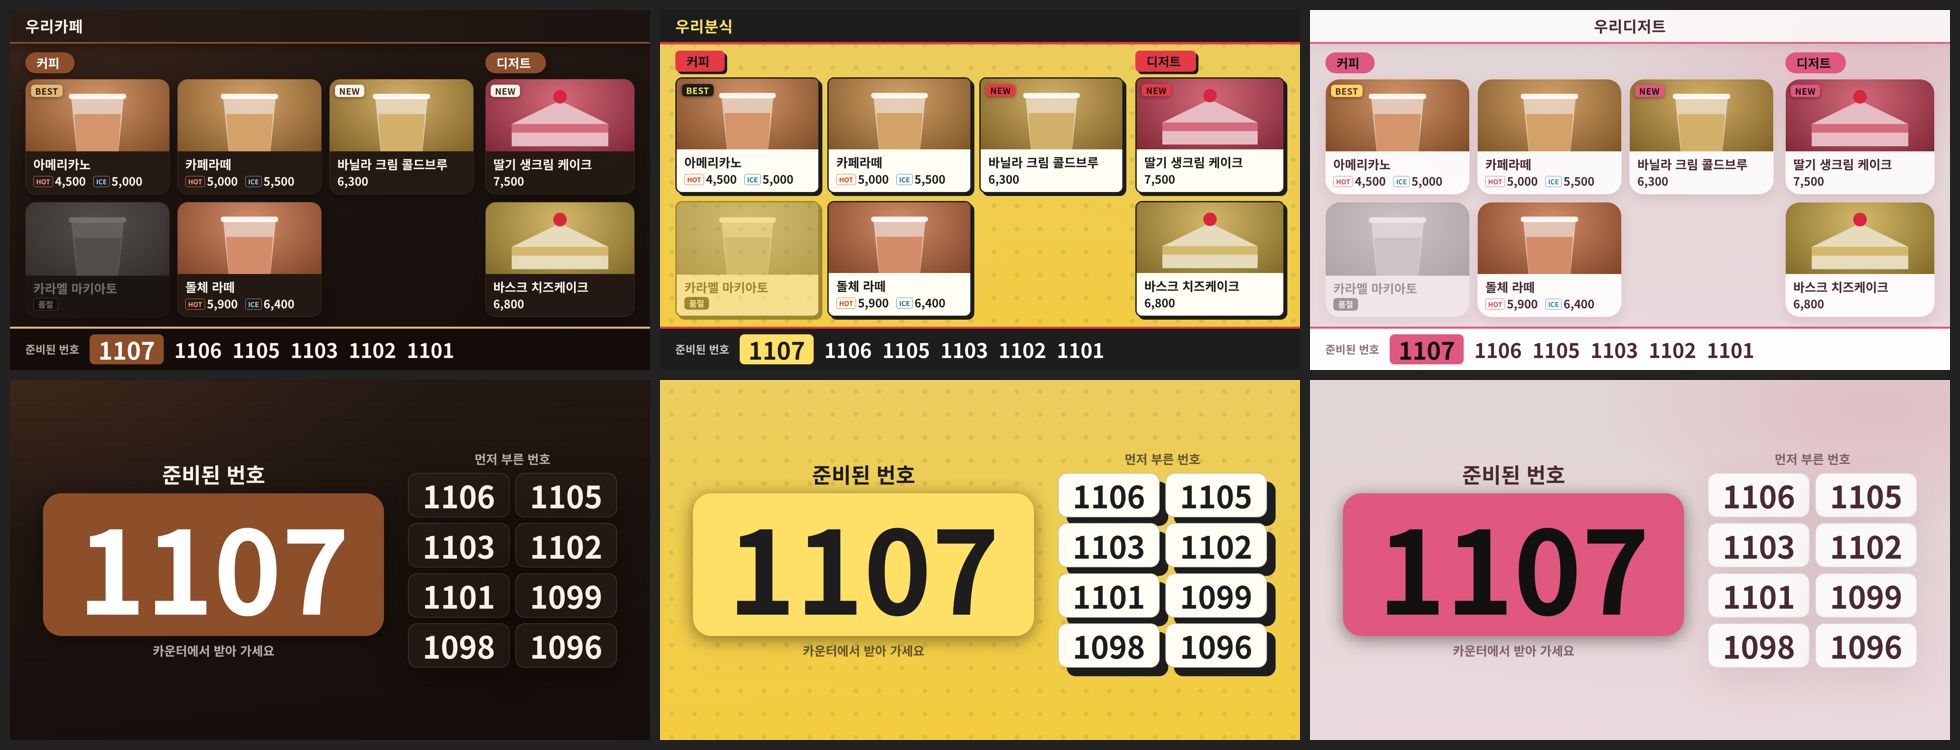 우리카페
커피
디저트
BEST
NEW
NEW
아메리카노
카페라떼
바닐라 크림 콜드브루
딸기 생크림 케이크
HOT 4,500 ICE 5,000
HOT 5,000 ICE 5,500
6,300
7,500
카라멜 마키아토
돌체 라떼
바스크 치즈케이크
품절
HOT 5,900 ICE 6,400
6,800
준비된 번호 1107 1106 1105 1103 1102 1101
우리분식
커피
디저트
BEST
NEW
NEW
아메리카노
카페라떼
바닐라 크림 콜드브루
딸기 생크림 케이크
HOT 4,500 ICE 5,000
HOT 5,000 ICE 5,500
6,300
7,500
카라멜 마키아토
돌체 라떼
바스크 치즈케이크
품절
HOT 5,900 ICE 6,400
6,800
준비된 번호 1107 1106 1105 1103 1102 1101
우리디저트
커피
디저트
BEST
NEW
NEW
아메리카노
카페라떼
바닐라 크림 콜드브루
딸기 생크림 케이크
HOT 4,500 ICE 5,000
HOT 5,000 ICE 5,500
6,300
7,500
카라멜 마키아토
돌체 라떼
바스크 치즈케이크
품절
HOT 5,900 ICE 6,400
6,800
준비된 번호 1107 1106 1105 1103 1102 1101
준비된 번호
1107
카운터에서 받아 가세요
먼저 부른 번호
1106 1105
1103 1102
1101 1099
1098 1096
준비된 번호
1107
카운터에서 받아 가세요
먼저 부른 번호
1106 1105
1103 1102
1101 1099
1098 1096
준비된 번호
1107
카운터에서 받아 가세요
먼저 부른 번호
1106 1105
1103 1102
1101 1099
1098 1096